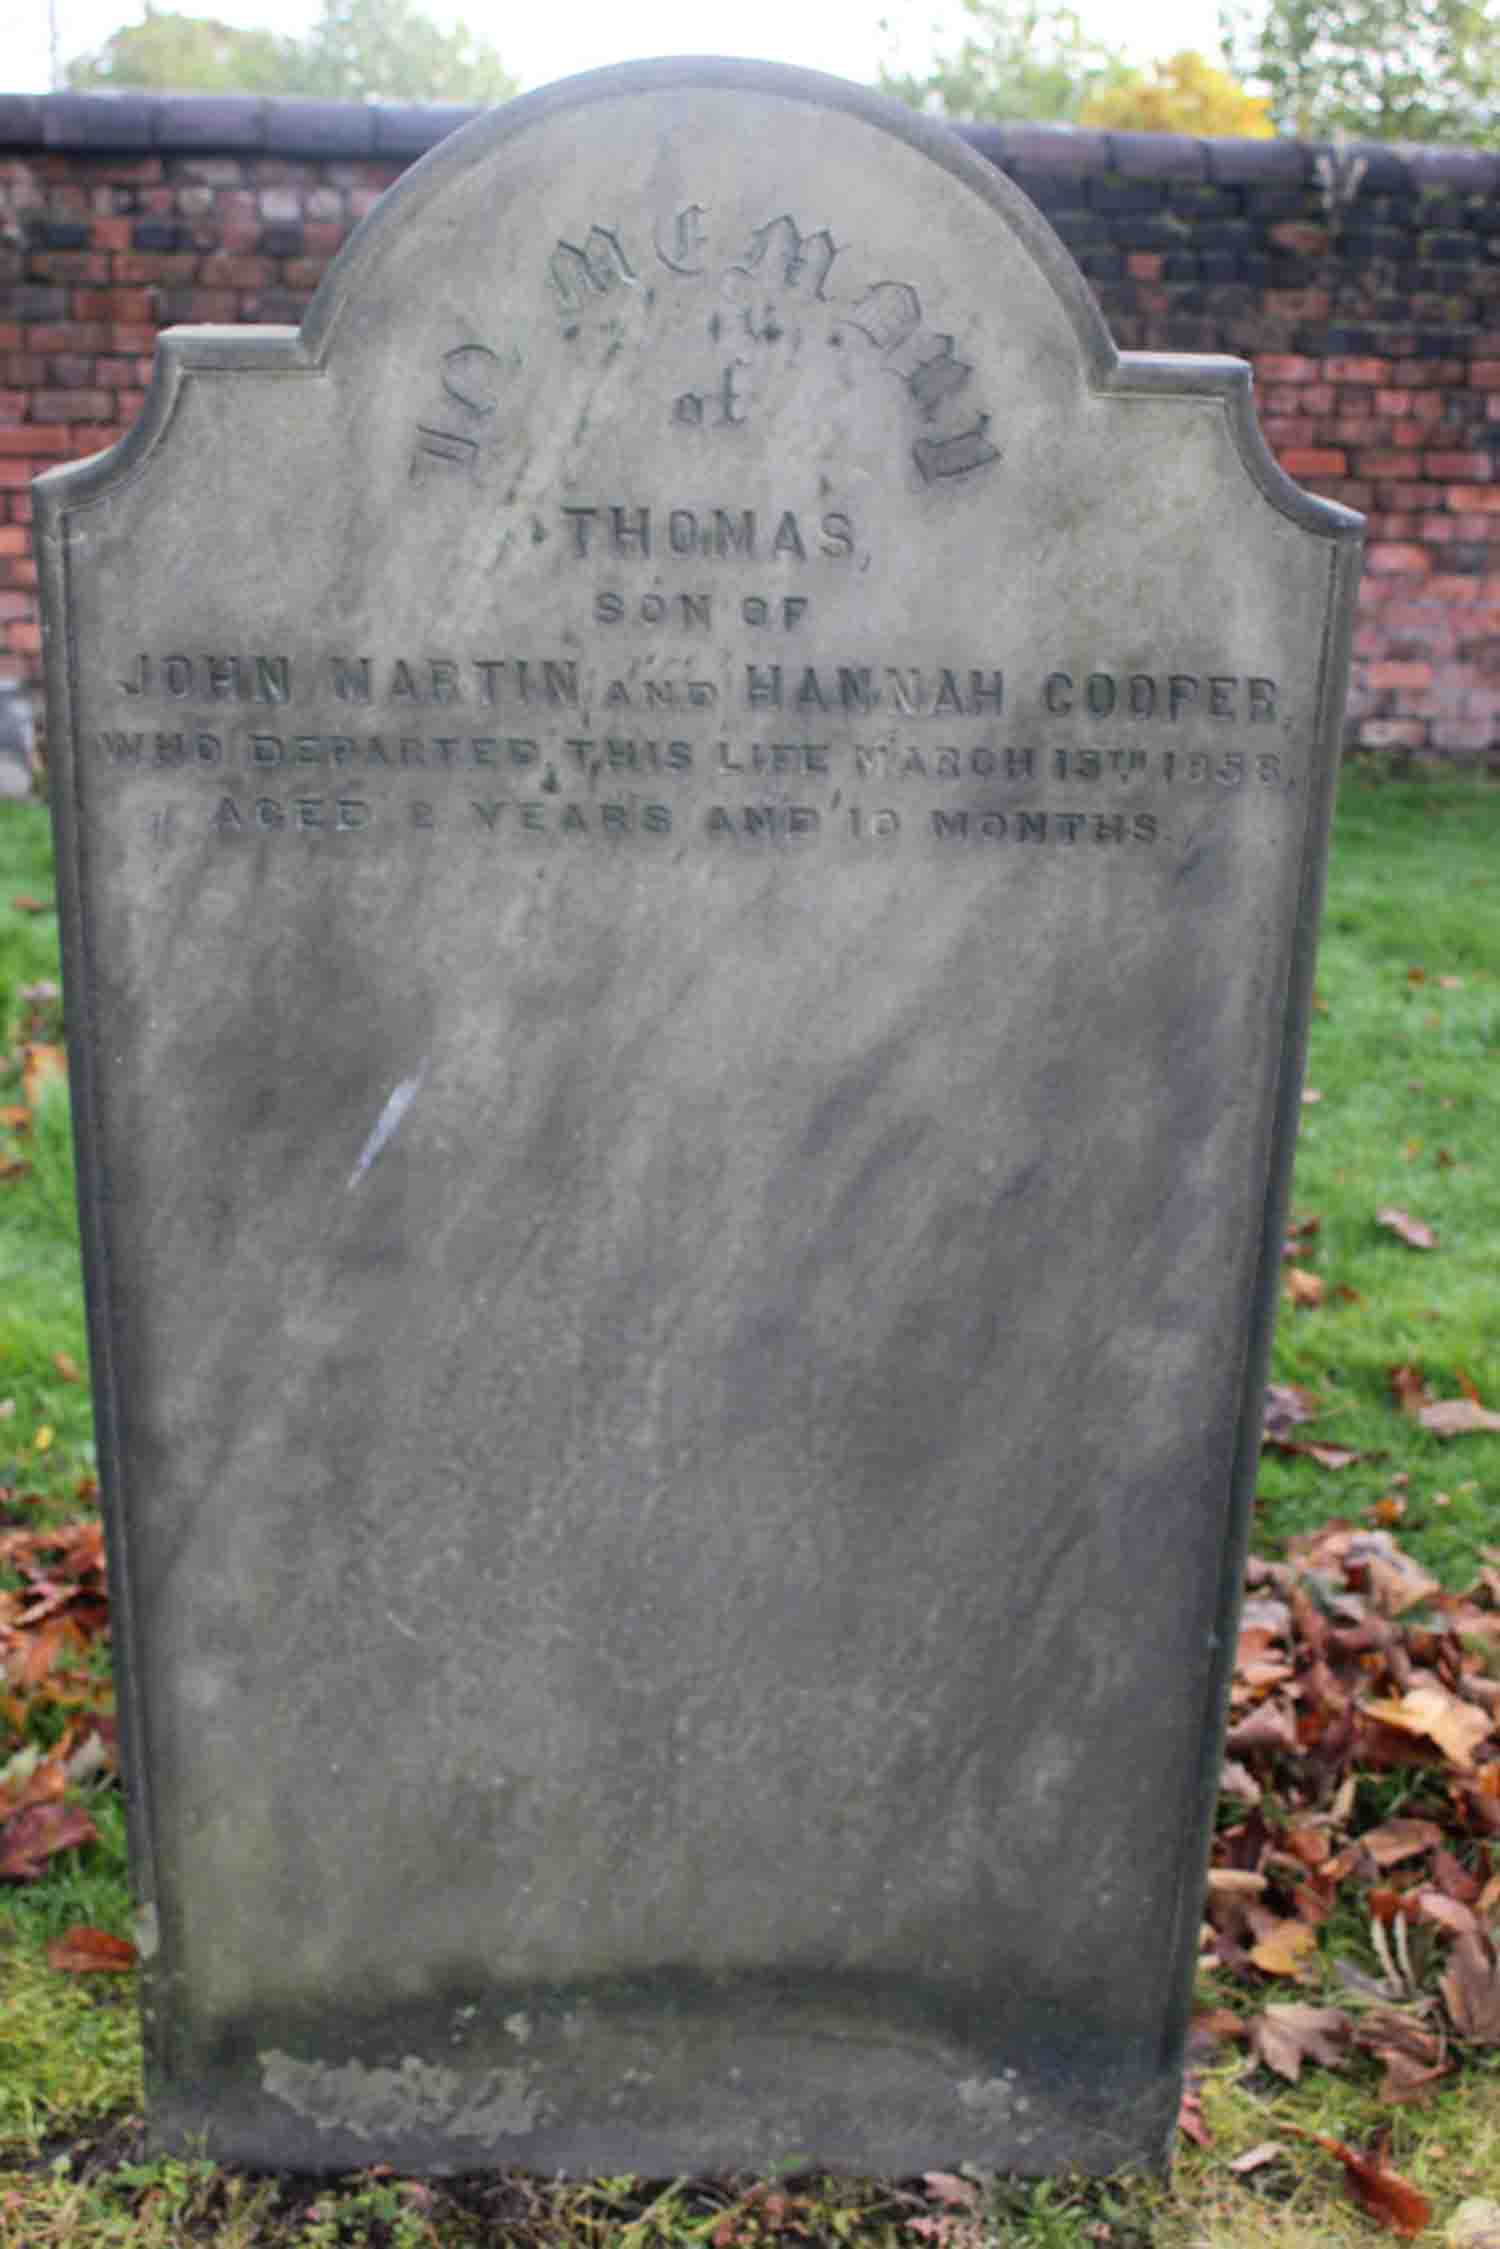 In Memory
of
THOMAS,
SON OF
JOHN MARTIN AND HANNAH COOPER,
WHO DEPARTED THIS LIFE MARCH 15TH 1858,
AGED 2 YEARS AND 10 MONTHS.